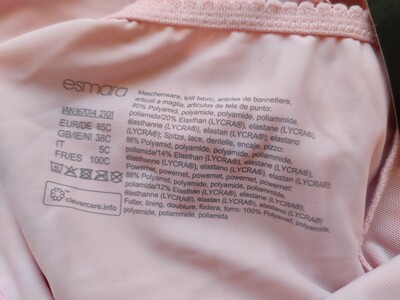 esmara
IAN367014_2101
EUR/DE 85C
GB/IE/NI 38C
IT 5C
FR/ES 100C
clevercare.info
Maschenware, knit fabric, articles de bonnetiere,
articoli a maglia, artículos de tela de punto:
80% Polyamid, polyamide, polyamide, poliammide,
poliamida/20% Elasthan (LYCRA®), elastane (LYCRA®),
élasthanne (LYCRA®), elastan (LYCRA®), elastano
(LYCRA®); Spitze, lace, dentelle, encaje, pizzo:
86% Polyamid, polyamide, polyamide, poliammide,
poliamida/14% Elasthan (LYCRA®), elastane (LYCRA®),
élasthanne (LYCRA®), elastan (LYCRA®), elastano
(LYCRA®); Powernet, powernet, powernet, powernet:
88% Polyamid, polyamide, polyamide, poliammide,
poliamida/12% Elasthan (LYCRA®), elastane (LYCRA®),
élasthanne (LYCRA®), elastan (LYCRA®), elastano (LYCRA®);
Futter, lining, doublure, fodera, forro: 100% Polyamid,
polyamide, poliammide, poliamida